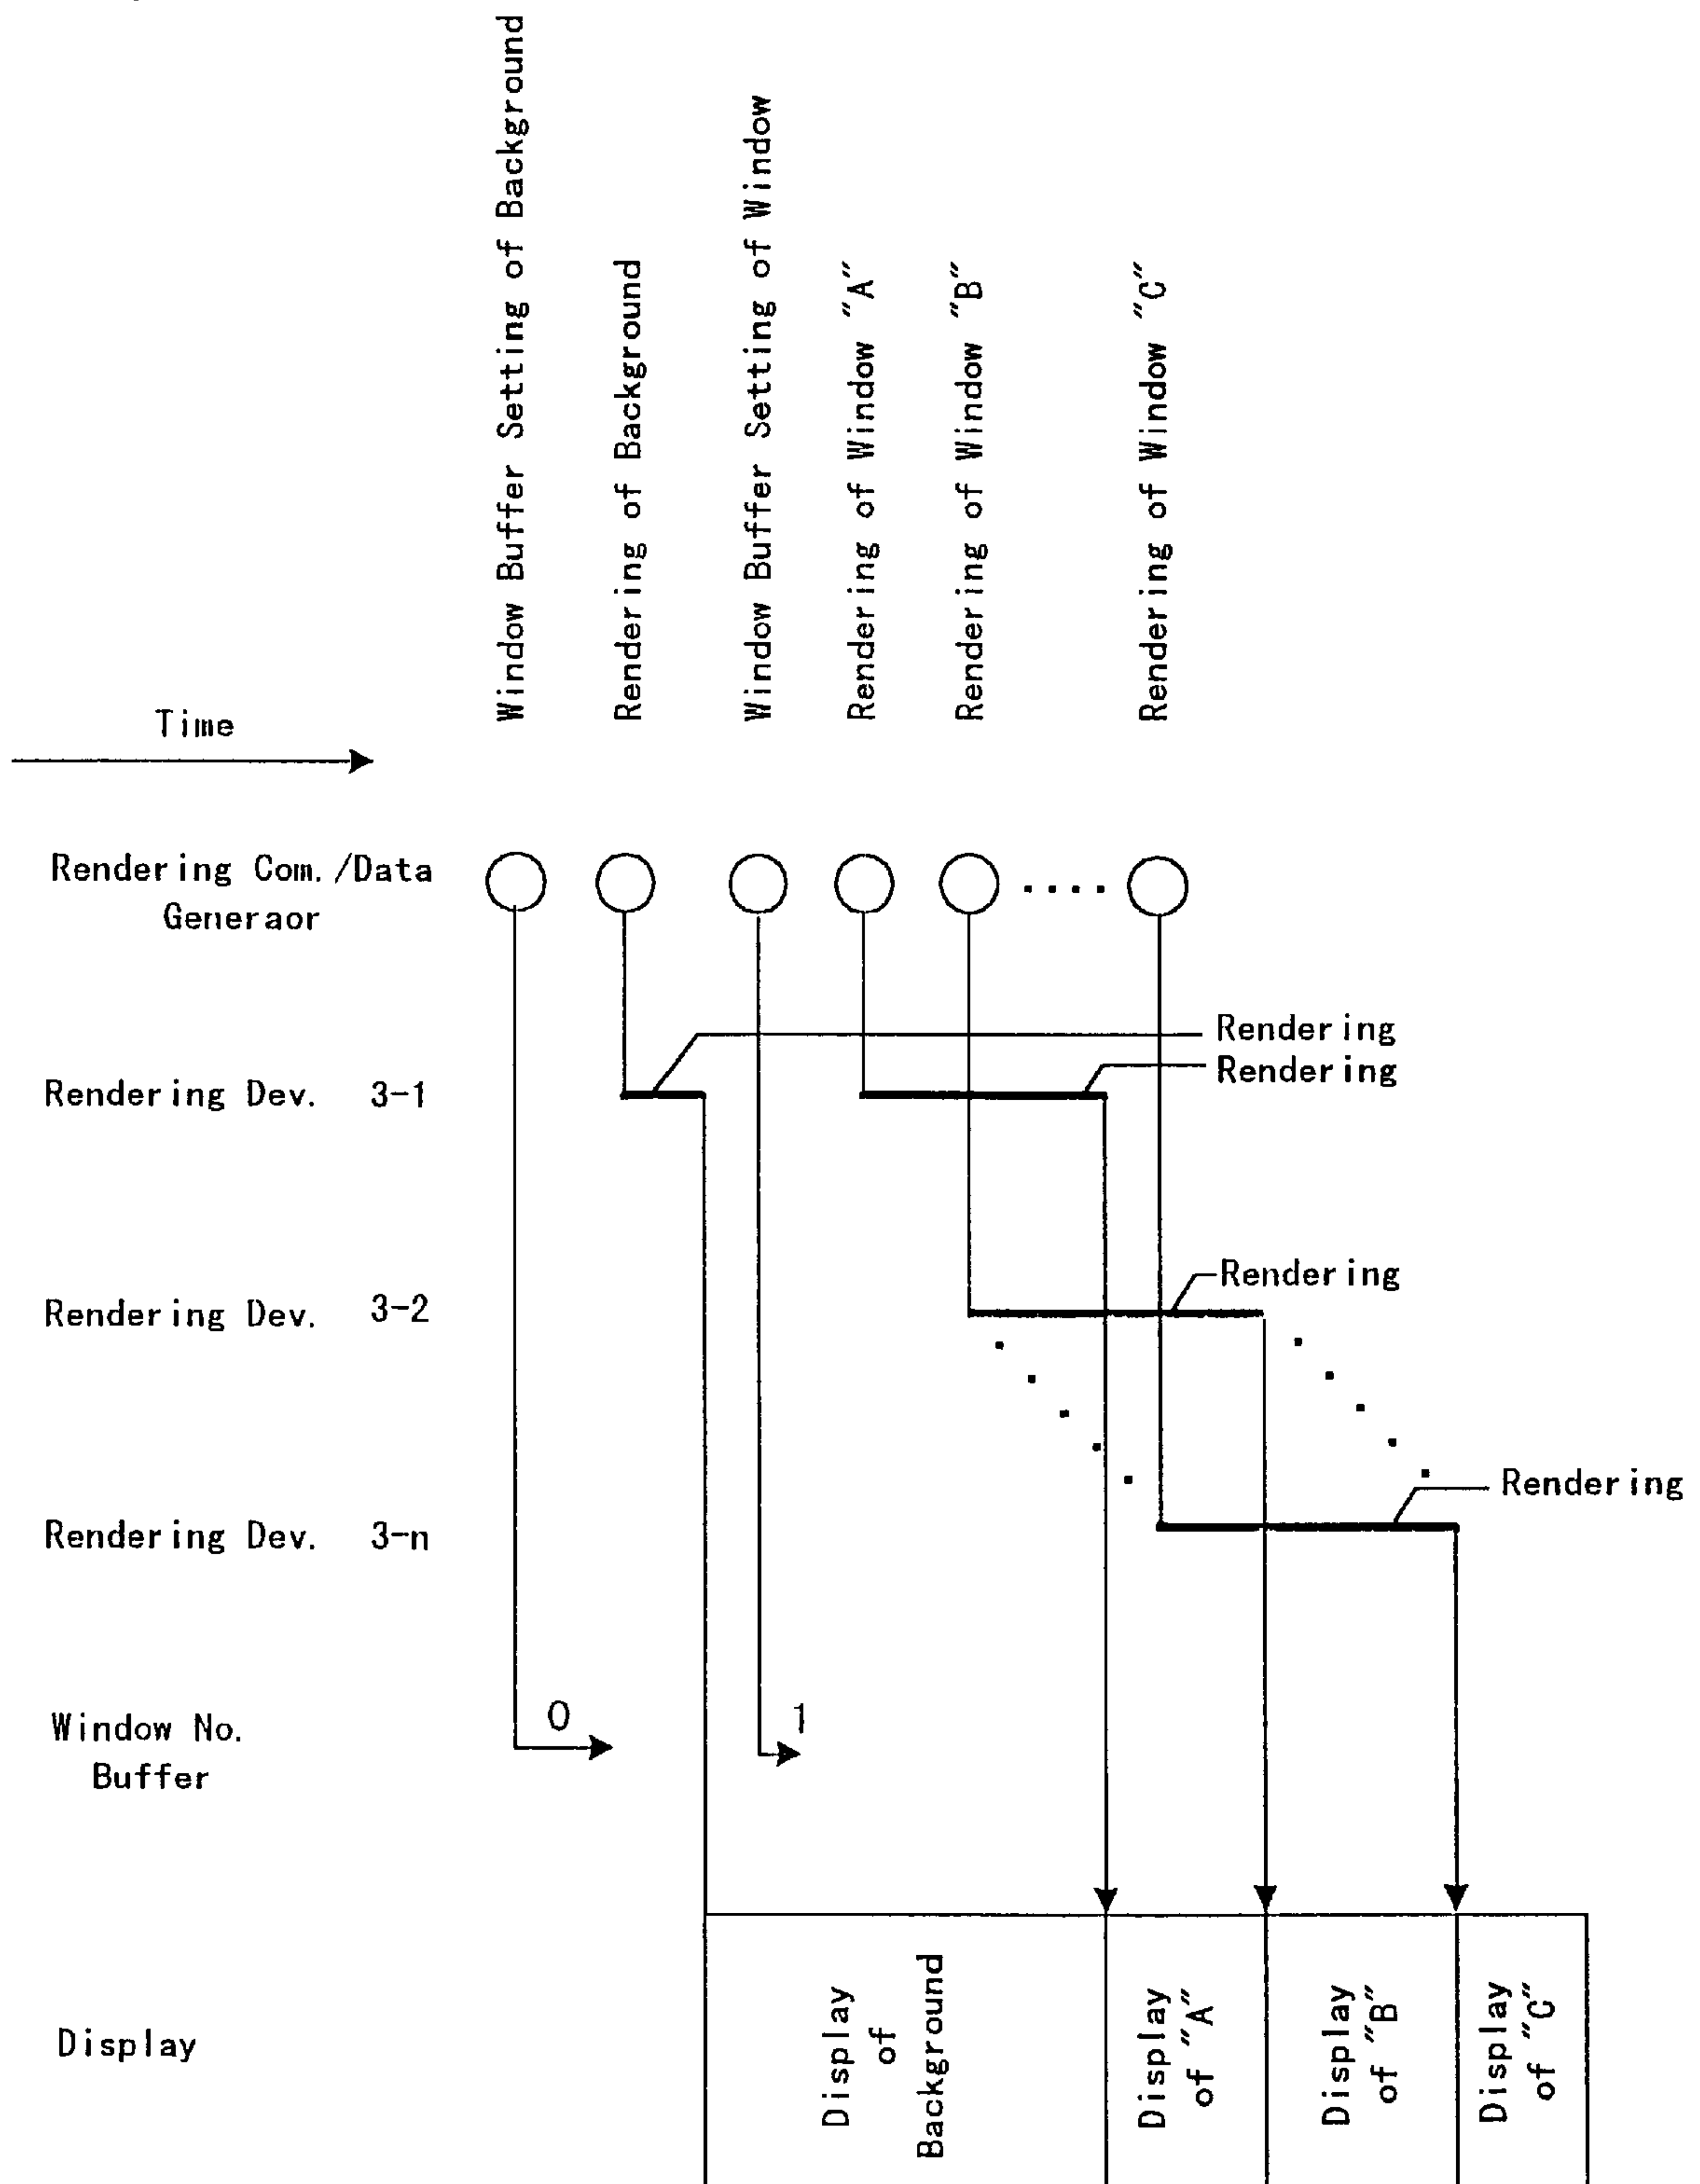 Window Buffer Setting of Background
Rendering of Background
Window Buffer Setting of Window
Rendering of Window "A"
Rendering of Window "B"
Rendering of Window "C"
Time
Rendering Com./Data
Generaor
....
Rendering
Rendering
Rendering Dev. 3-1
Rendering
Rendering Dev. 3-2
Rendering
Rendering Dev. 3-n
0
1
Window No.
Buffer
Display
of
Background
Display
of "A"
Display
of "B"
Display
of "C"
Display